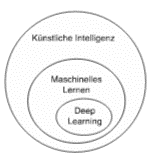 Künstliche Intelligenz
Maschinelles
Lernen
Deep
Learning